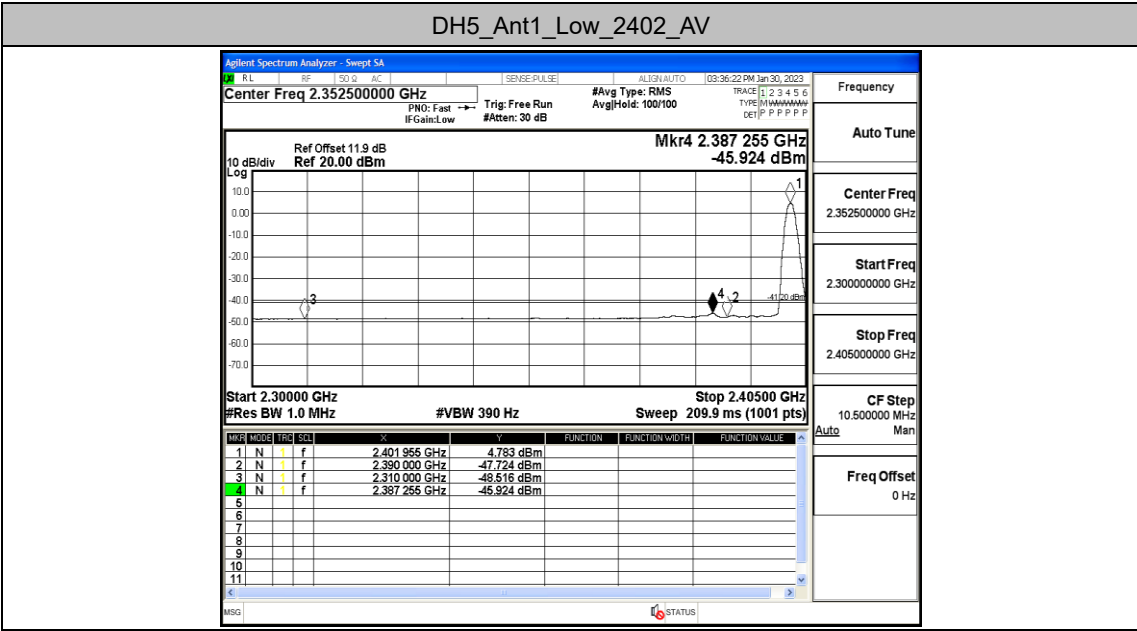 DH5_Ant1_Low_2402_AV
Agilent Spectrum Analyzer - Swept SA
LXI RL RF 50 Ω AC SENSE:PULSE ALIGN AUTO 03:36:22 PM Jan 30, 2023
Center Freq 2.352500000 GHz
PNO: Fast
IFGain:Low
Trig: Free Run
#Atten: 30 dB
#Avg Type: RMS
Avg|Hold: 100/100
TRACE 1 2 3 4 5 6
TYPE MWWWWW
DET P P P P P P
Mkr4 2.387 255 GHz
-45.924 dBm
Ref Offset 11.9 dB
10 dB/div Ref 20.00 dBm
Log
10.0
0.00
-10.0
-20.0
-30.0
-40.0
-50.0
-60.0
-70.0
1
3
4
2
-41.20 dBm
Start 2.30000 GHz Stop 2.40500 GHz
#Res BW 1.0 MHz #VBW 390 Hz Sweep 209.9 ms (1001 pts)
MKR MODE TRC SCL X Y FUNCTION FUNCTION WIDTH FUNCTION VALUE
1 N 1 f 2.401 955 GHz 4.783 dBm
2 N 1 f 2.390 000 GHz -47.724 dBm
3 N 1 f 2.310 000 GHz -48.516 dBm
4 N 1 f 2.387 255 GHz -45.924 dBm
5
6
7
8
9
10
11
MSG STATUS
Frequency
Auto Tune
Center Freq
2.352500000 GHz
Start Freq
2.300000000 GHz
Stop Freq
2.405000000 GHz
CF Step
10.500000 MHz
Auto Man
Freq Offset
0 Hz